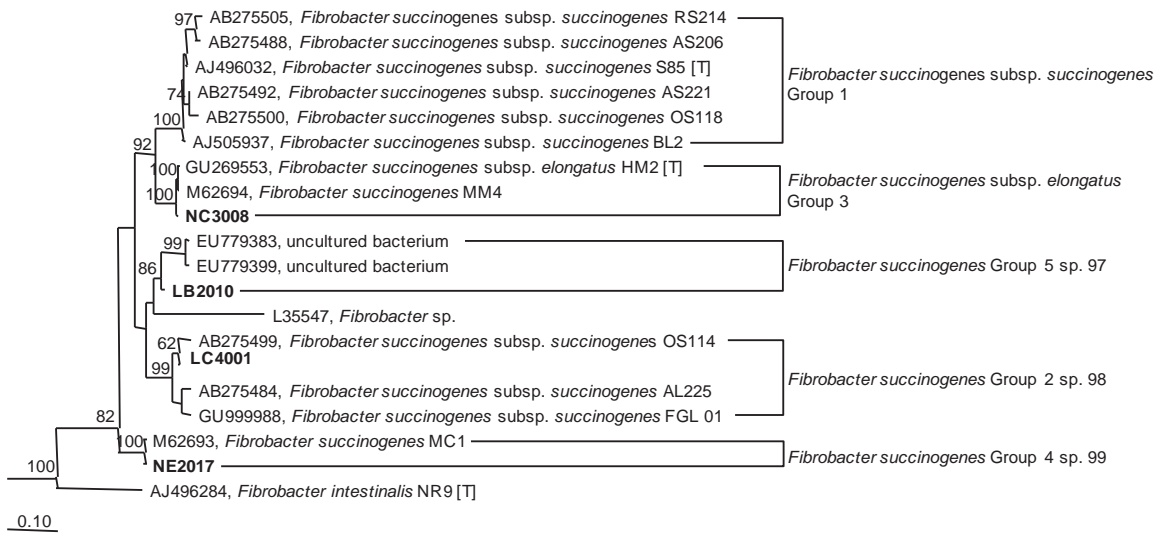 97 AB275505, Fibrobacter succinogenes subsp. succinogenes RS214
AB275488, Fibrobacter succinogenes subsp. succinogenes AS206
AJ496032, Fibrobacter succinogenes subsp. succinogenes S85 [T]
Fibrobacter succinogenes subsp. succinogenes
Group 1
74 AB275492, Fibrobacter succinogenes subsp. succinogenes AS221
AB275500, Fibrobacter succinogenes subsp. succinogenes OS118
100
AJ505937, Fibrobacter succinogenes subsp. succinogenes BL2
92
100 GU269553, Fibrobacter succinogenes subsp. elongatus HM2 [T]
Fibrobacter succinogenes subsp. elongatus
Group 3
100 M62694, Fibrobacter succinogenes MM4
NC3008
99 EU779383, uncultured bacterium
86 EU779399, uncultured bacterium
Fibrobacter succinogenes Group 5 sp. 97
LB2010
L35547, Fibrobacter sp.
62 AB275499, Fibrobacter succinogenes subsp. succinogenes OS114
LC4001
99
Fibrobacter succinogenes Group 2 sp. 98
AB275484, Fibrobacter succinogenes subsp. succinogenes AL225
GU999988, Fibrobacter succinogenes subsp. succinogenes FGL 01
82
100 M62693, Fibrobacter succinogenes MC1
Fibrobacter succinogenes Group 4 sp. 99
NE2017
100
AJ496284, Fibrobacter intestinalis NR9 [T]
0.10